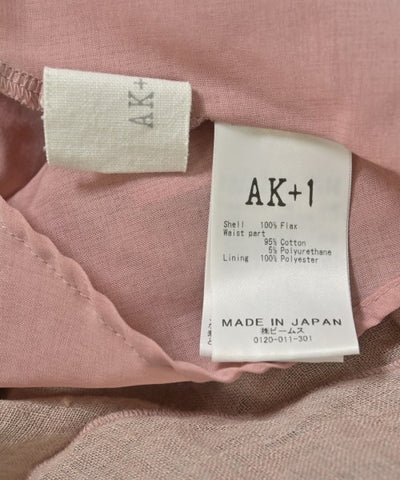 AK+
AK+1
Shell 100% Flax
Waist part
95% Cotton
5% Polyurethane
Lining 100% Polyester
MADE IN JAPAN
㈱ビームス
0120-011-301